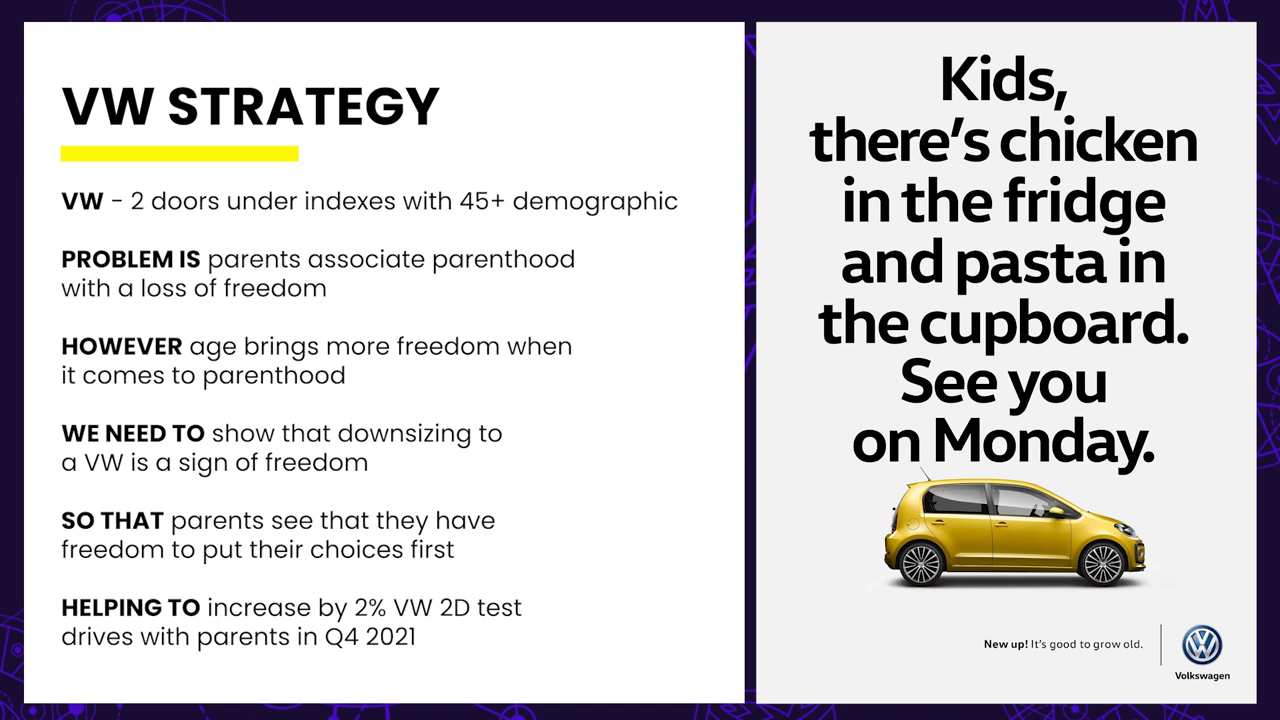 VW STRATEGY
VW - 2 doors under indexes with 45+ demographic
PROBLEM IS parents associate parenthood
with a loss of freedom
HOWEVER age brings more freedom when
it comes to parenthood
WE NEED TO show that downsizing to
a VW is a sign of freedom
SO THAT parents see that they have
freedom to put their choices first
HELPING TO increase by 2% VW 2D test
drives with parents in Q4 2021
Kids,
there's chicken
in the fridge
and pasta in
the cupboard.
See you
on Monday.
New up! It's good to grow old.
Volkswagen